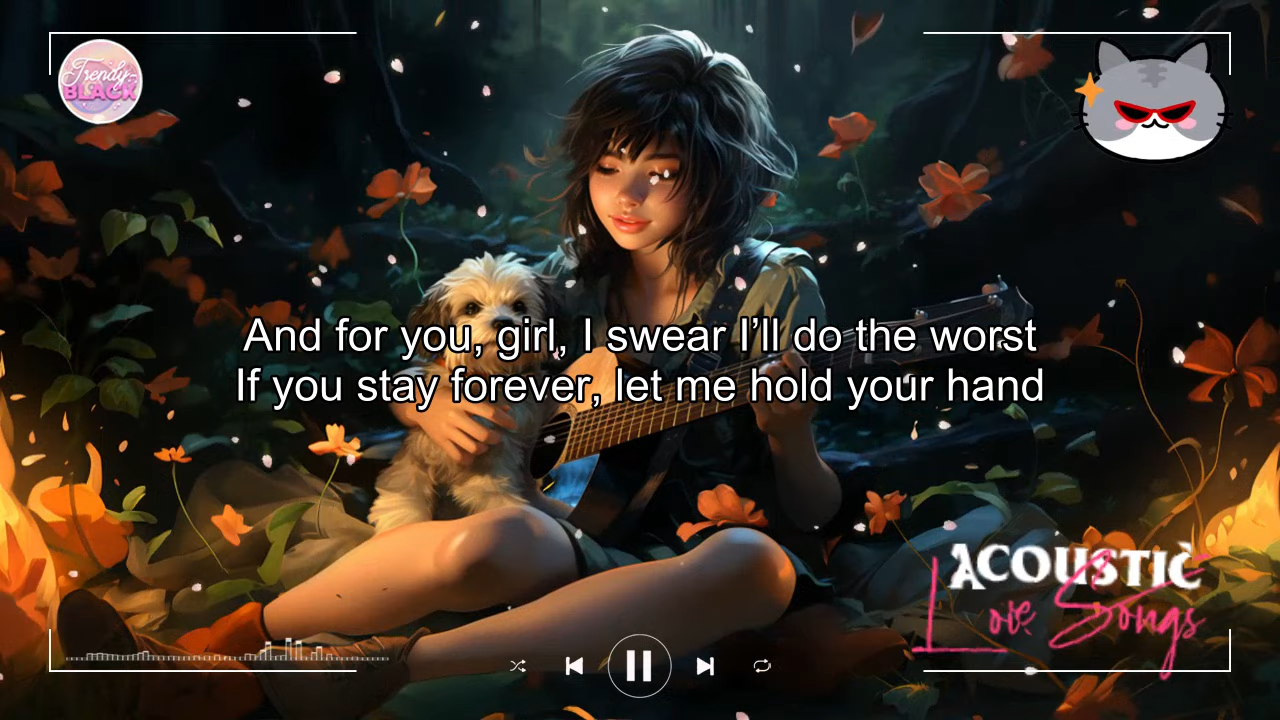 Trendy
BLACK
And for you, girl, I swear I’ll do the worst
If you stay forever, let me hold your hand
ACOUSTIC
Love Songs